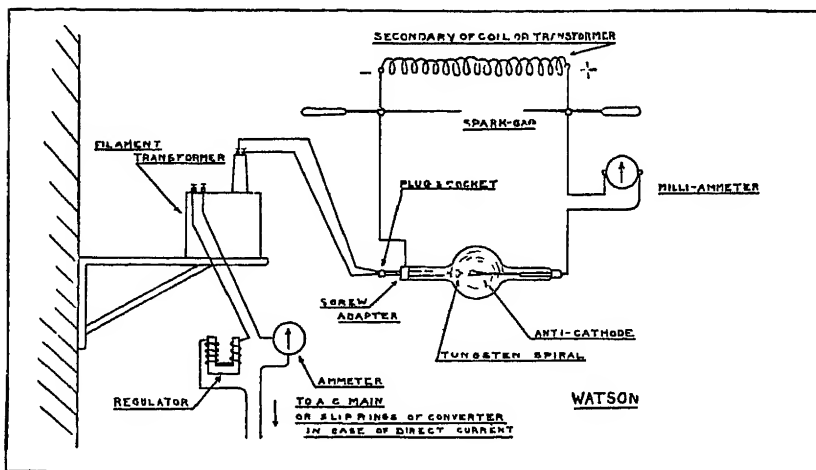 SECONDARY OF COIL OR TRANSFORMER
- +
SPARK-GAP
FILAMENT
TRANSFORMER
PLUG & SOCKET
MILLI-AMMETER
SCREW
ADAPTER
ANTI-CATHODE
TUNGSTEN SPIRAL
REGULATOR
AMMETER
TO A C MAIN
OR SLIP RINGS OF CONVERTER
IN CASE OF DIRECT CURRENT
WATSON